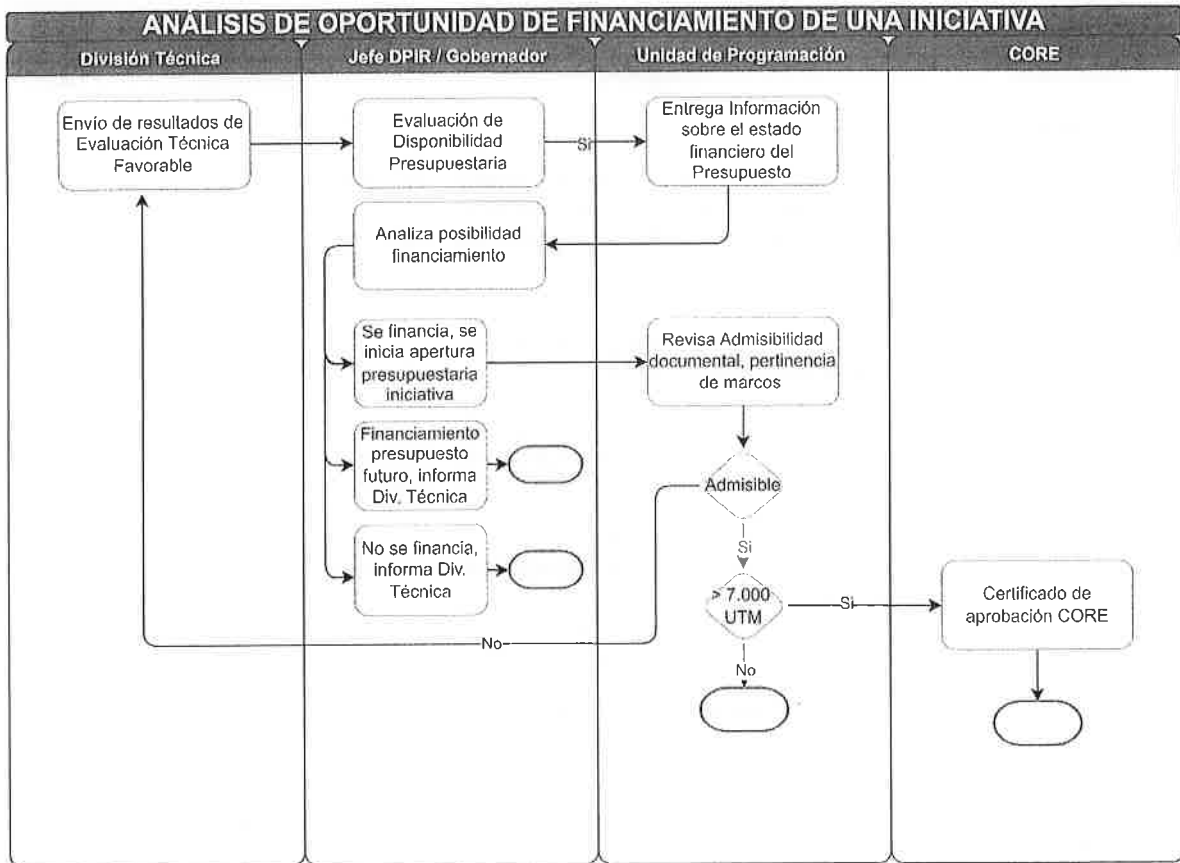 ANÁLISIS DE OPORTUNIDAD DE FINANCIAMIENTO DE UNA INICIATIVA
División Técnica
Jefe DPIR / Gobernador
Unidad de Programación
CORE
Envío de resultados de
Evaluación Técnica
Favorable
Evaluación de
Disponibilidad
Presupuestaria
Si
Entrega Información
sobre el estado
financiero del
Presupuesto
Analiza posibilidad
financiamiento
Se financia, se
inicia apertura
presupuestaria
iniciativa
Revisa Admisibilidad
documental, pertinencia
de marcos
Financiamiento
presupuesto
futuro, informa
Div. Técnica
Admisible
No se financia,
informa Div.
Técnica
Si
> 7.000
UTM
Si
Certificado de
aprobación CORE
No
No